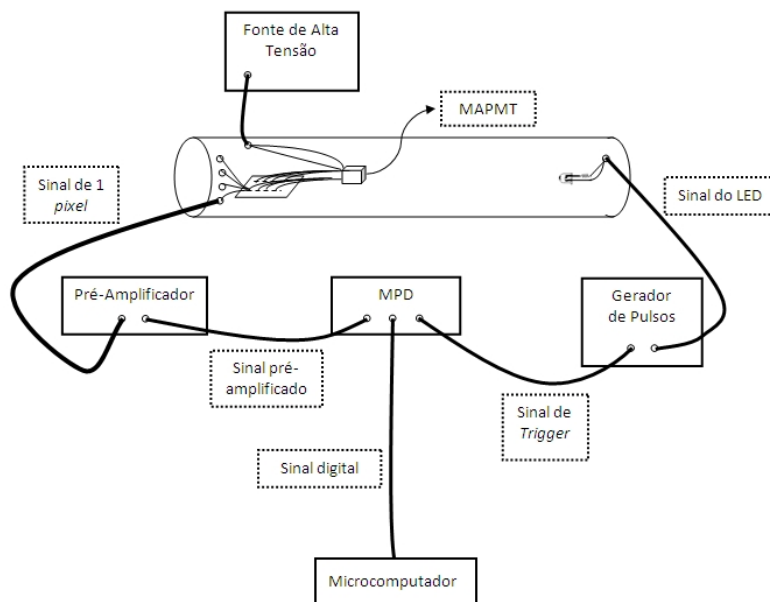 Fonte de Alta
Tensão
MAPMT
Sinal de 1
pixel
Sinal do LED
Pré-Amplificador
MPD
Gerador
de Pulsos
Sinal pré-
amplificado
Sinal de
Trigger
Sinal digital
Microcomputador